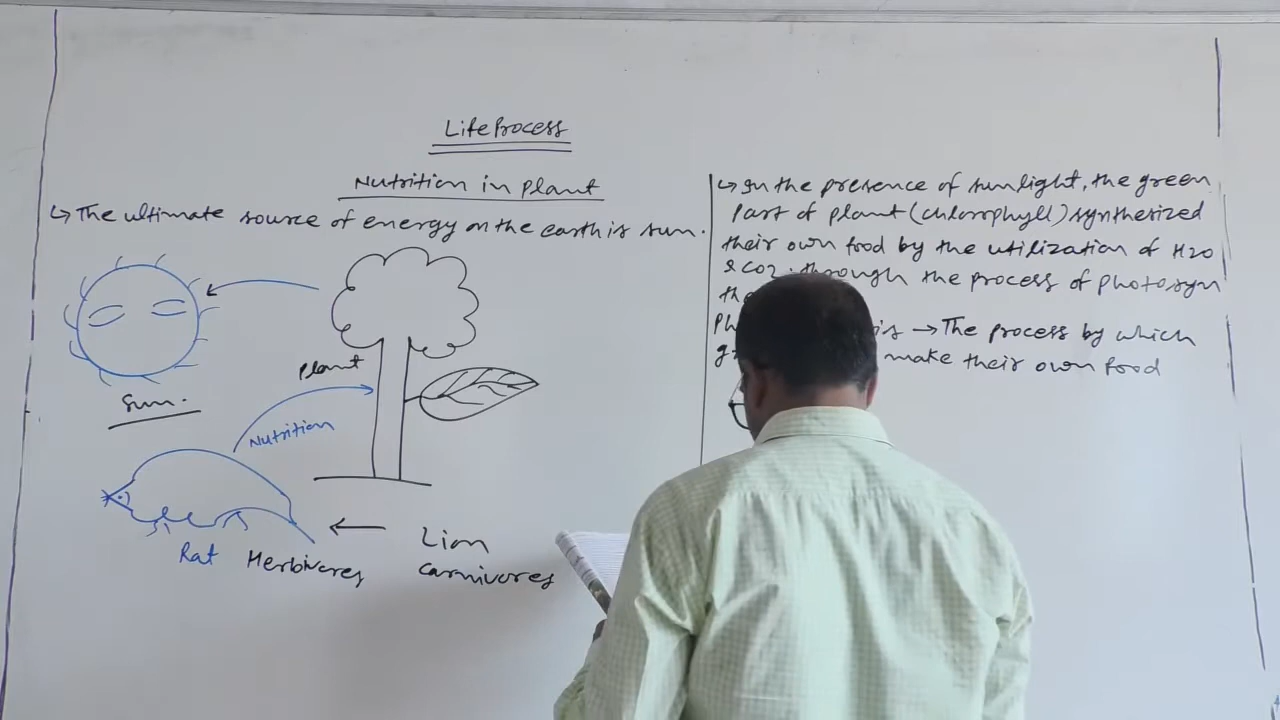 Life Process
Nutrition in plant
↳ The ultimate source of energy on the earth is sun.
Sun.
Plant
Nutrition
Rat Herbivores
← Lion
carnivores
↳ In the presence of sunlight, the green
Part of plant (chlorophyll) synthesized
their own food by the utilization of H2O
& CO2. through the process of Photosyn
→ The process by which
make their own food